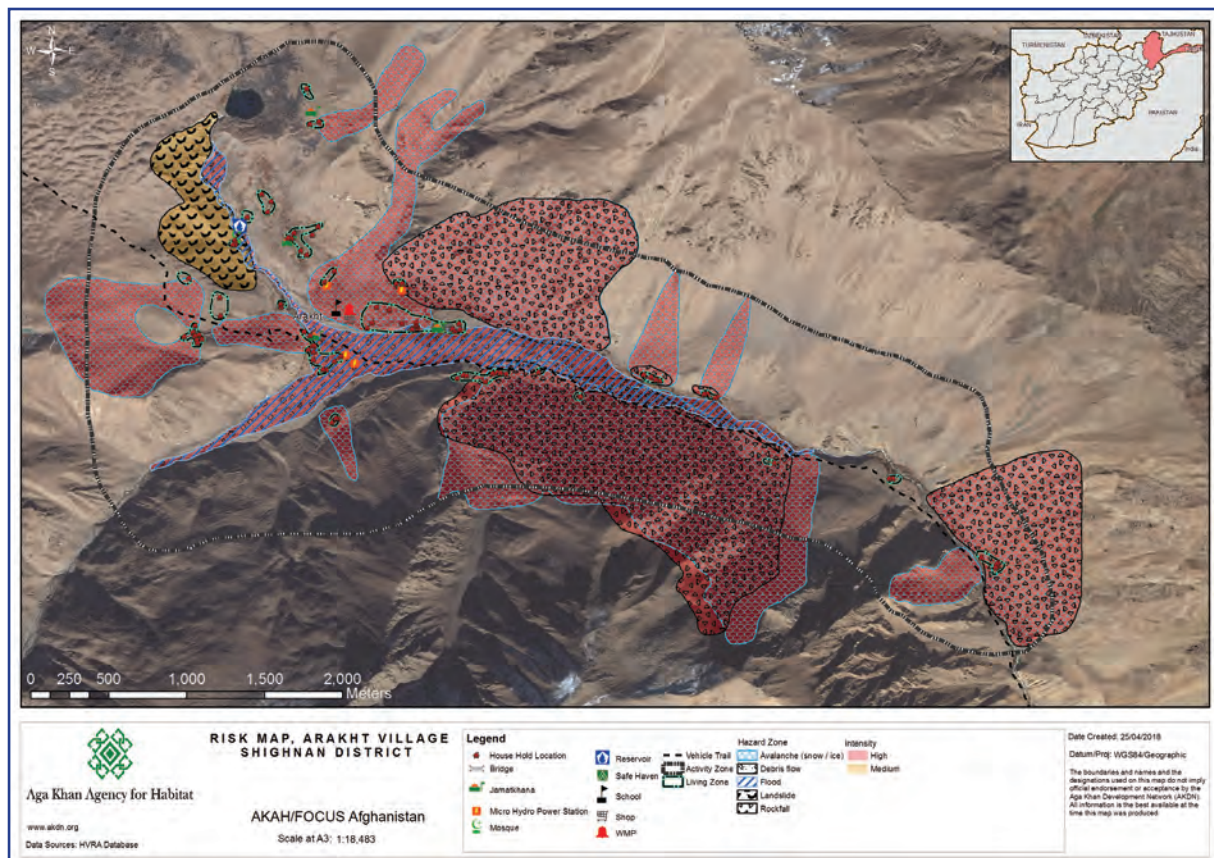 N
W
E
S
UZBEKISTAN
TAJIKISTAN
TURMENISTAN
IRAN
PAKISTAN
India
Arakht
0 250 500 1,000 1,500 2,000
Meters
Aga Khan Agency for Habitat
www.akdn.org
Data Sources: HVRA Database
RISK MAP, ARAKHT VILLAGE
SHIGHNAN DISTRICT
AKAH/FOCUS Afghanistan
Scale at A3: 1:18,483
Legend
House Hold Location
Bridge
Jamatkhana
Micro Hydro Power Station
Mosque
Reservoir
Safe Haven
School
Shop
WMP
Vehicle Trail
Activity Zone
Living Zone
Hazard Zone
Avalanche (snow / ice)
Debris flow
Flood
Landslide
Rockfall
Intensity
High
Medium
Date Created: 25/04/2018
Datum/Proj: WGS84/Geographic
The boundaries and names and the
designations used on this map do not imply
official endorsement or acceptance by the
Aga Khan Development Network (AKDN).
All information is the best available at the
time this map was produced